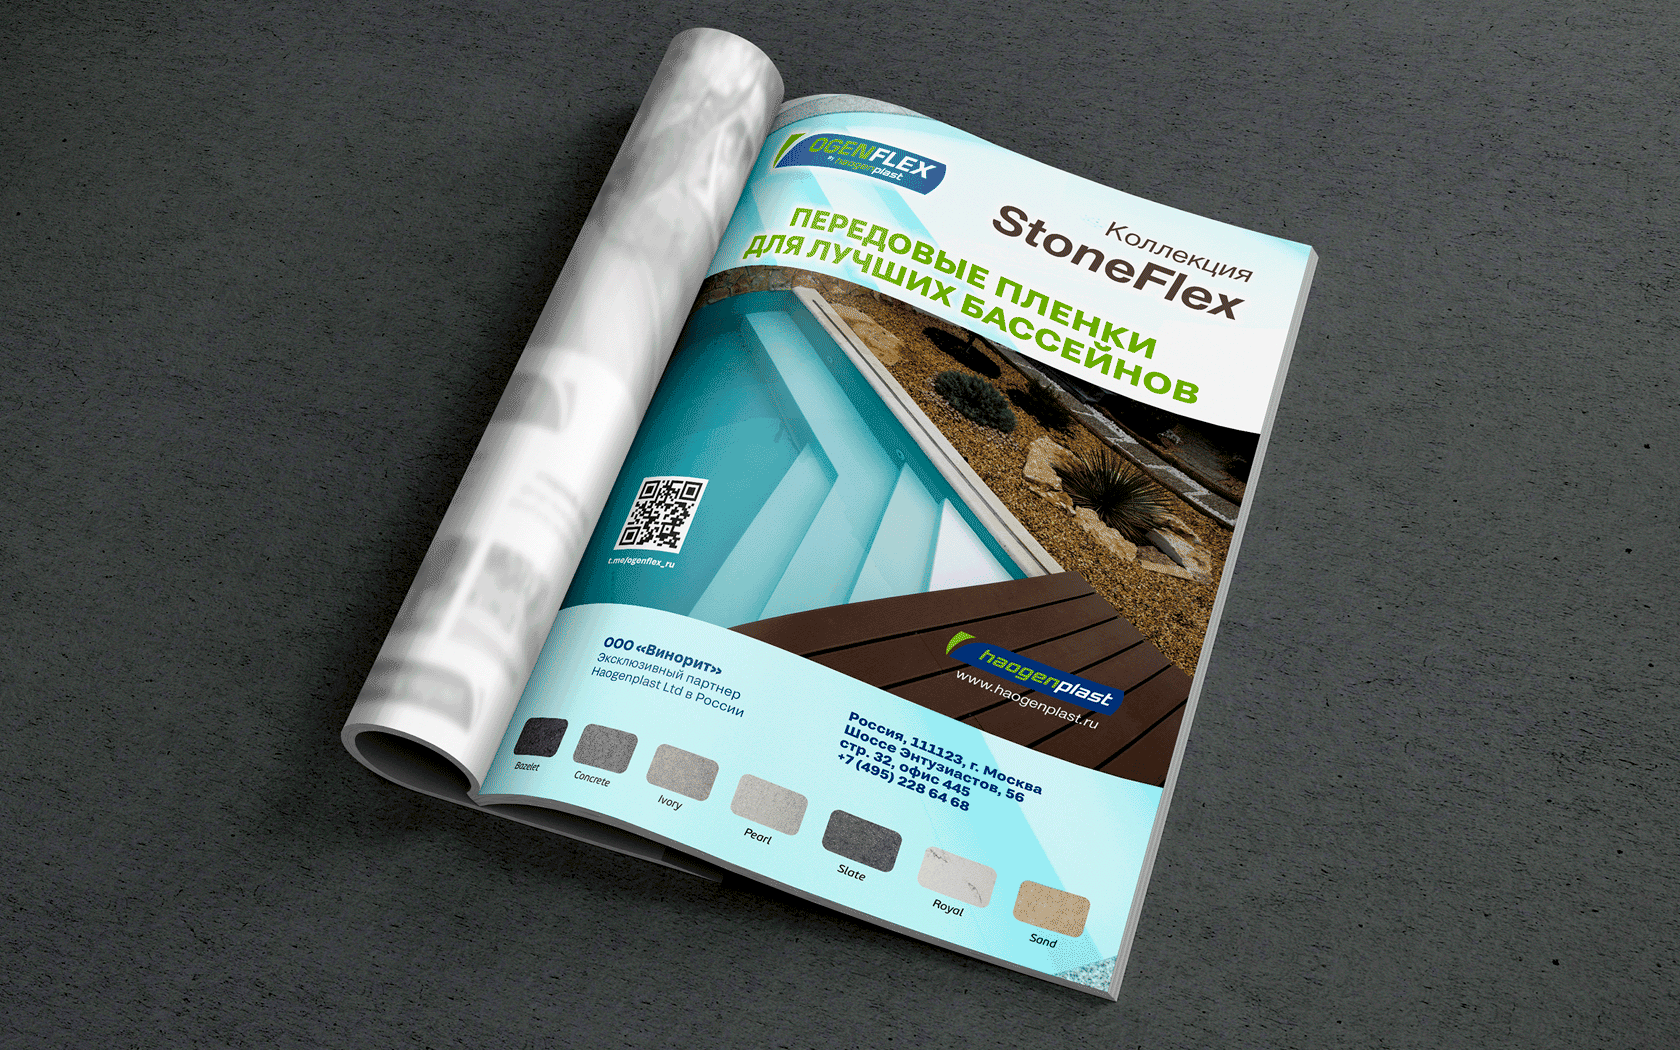 OGENFLEX
By haogenplast
Коллекция
StoneFlex
ПЕРЕДОВЫЕ ПЛЕНКИ
ДЛЯ ЛУЧШИХ БАССЕЙНОВ
t.me/ogenflex_ru
haogenplast
www.haogenplast.ru
ООО «Винорит»
Эксклюзивный партнер
Haogenplast Ltd в России
Россия, 111123, г. Москва
Шоссе Энтузиастов, 56
стр. 32, офис 445
+7 (495) 228 64 68
Bazelet
Concrete
Ivory
Pearl
Slate
Royal
Sand